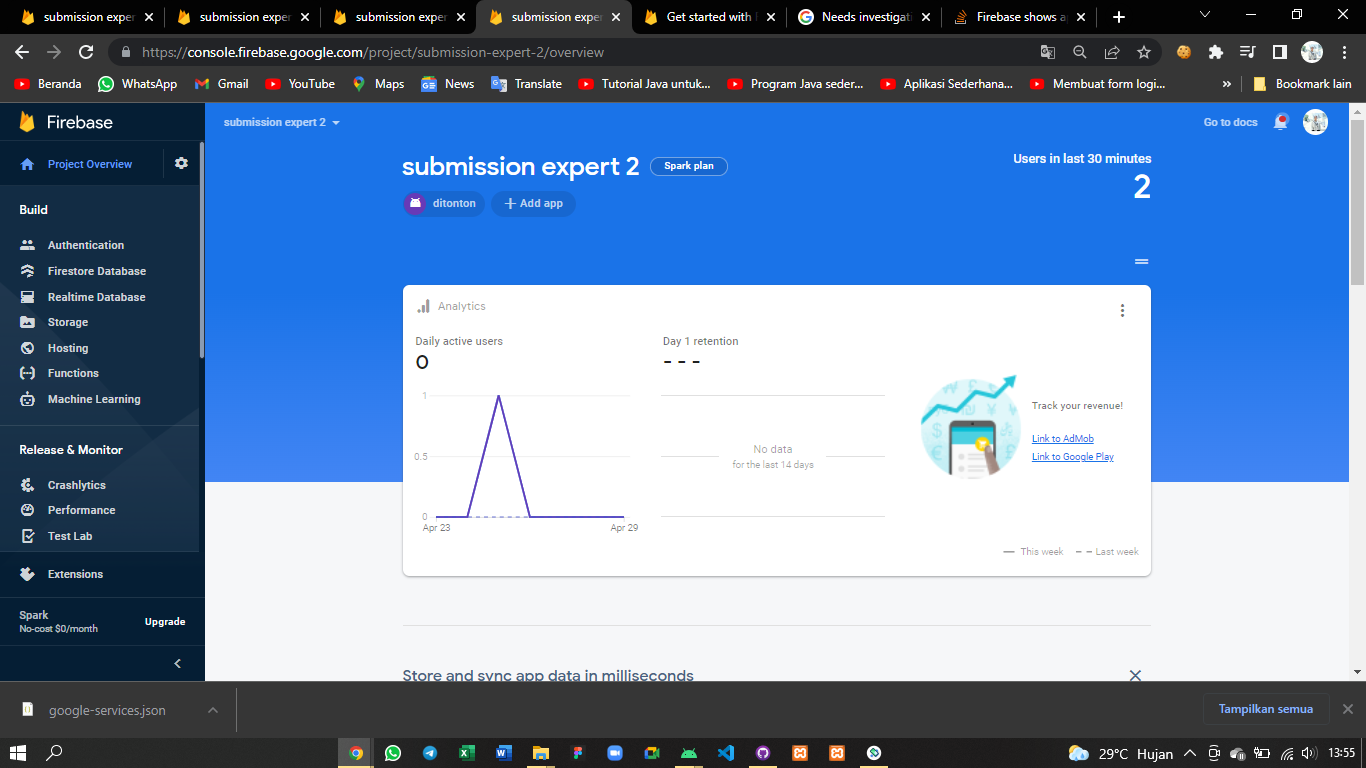 submission exper
submission exper
submission exper
submission exper
Get started with
Needs investigati
Firebase shows a
https://console.firebase.google.com/project/submission-expert-2/overview
Beranda
WhatsApp
Gmail
YouTube
Maps
News
Translate
Tutorial Java untuk...
Program Java seder...
Aplikasi Sederhana...
Membuat form logi...
»
Bookmark lain
Firebase
submission expert 2
Go to docs
Project Overview
submission expert 2
Spark plan
Users in last 30 minutes
2
ditonton
+ Add app
Build
Authentication
Firestore Database
Realtime Database
Storage
Hosting
Functions
Machine Learning
Release & Monitor
Crashlytics
Performance
Test Lab
Extensions
Spark
No-cost $0/month
Upgrade
Analytics
Daily active users
0
1
0.5
0
Apr 23
Apr 29
Day 1 retention
- - -
No data
for the last 14 days
Track your revenue!
Link to AdMob
Link to Google Play
This week
Last week
Store and sync app data in milliseconds
google-services.json
Tampilkan semua
29°C Hujan
13:55